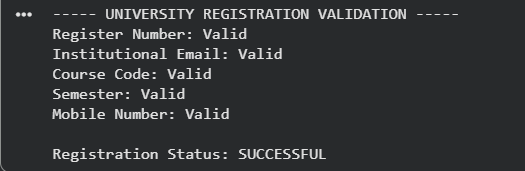 ----- UNIVERSITY REGISTRATION VALIDATION -----
Register Number: Valid
Institutional Email: Valid
Course Code: Valid
Semester: Valid
Mobile Number: Valid
Registration Status: SUCCESSFUL